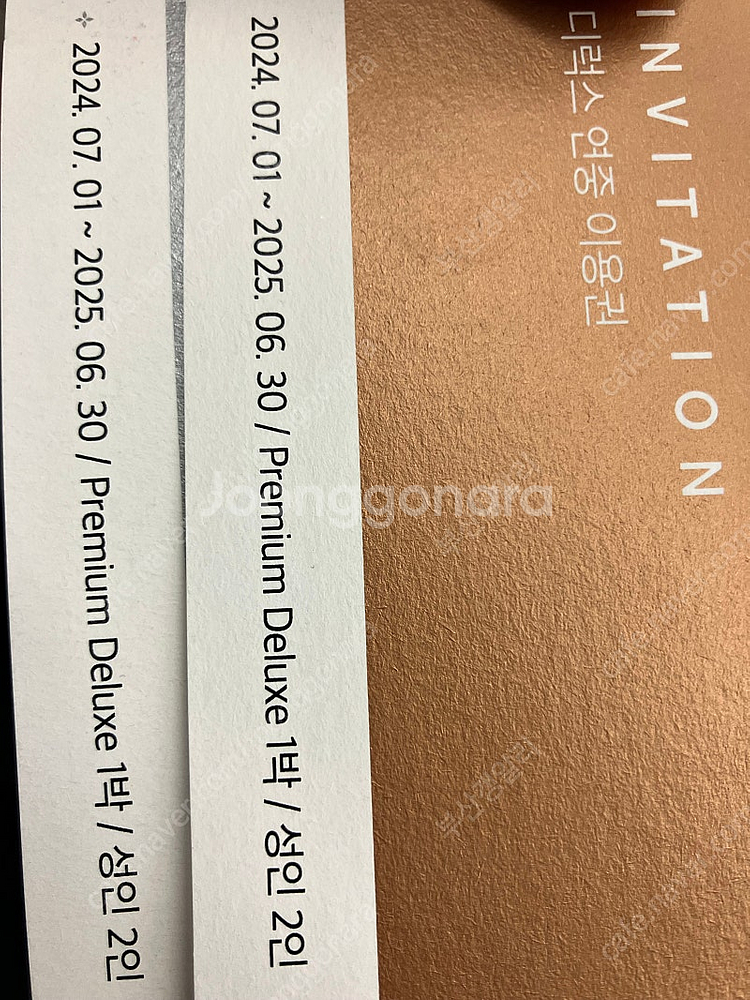 INVITATION
디럭스 연중 이용권
2024. 07. 01 ~ 2025. 06. 30 / Premium Deluxe 1박 / 성인 2인
2024. 07. 01 ~ 2025. 06. 30 / Premium Deluxe 1박 / 성인 2인
Joonggonara